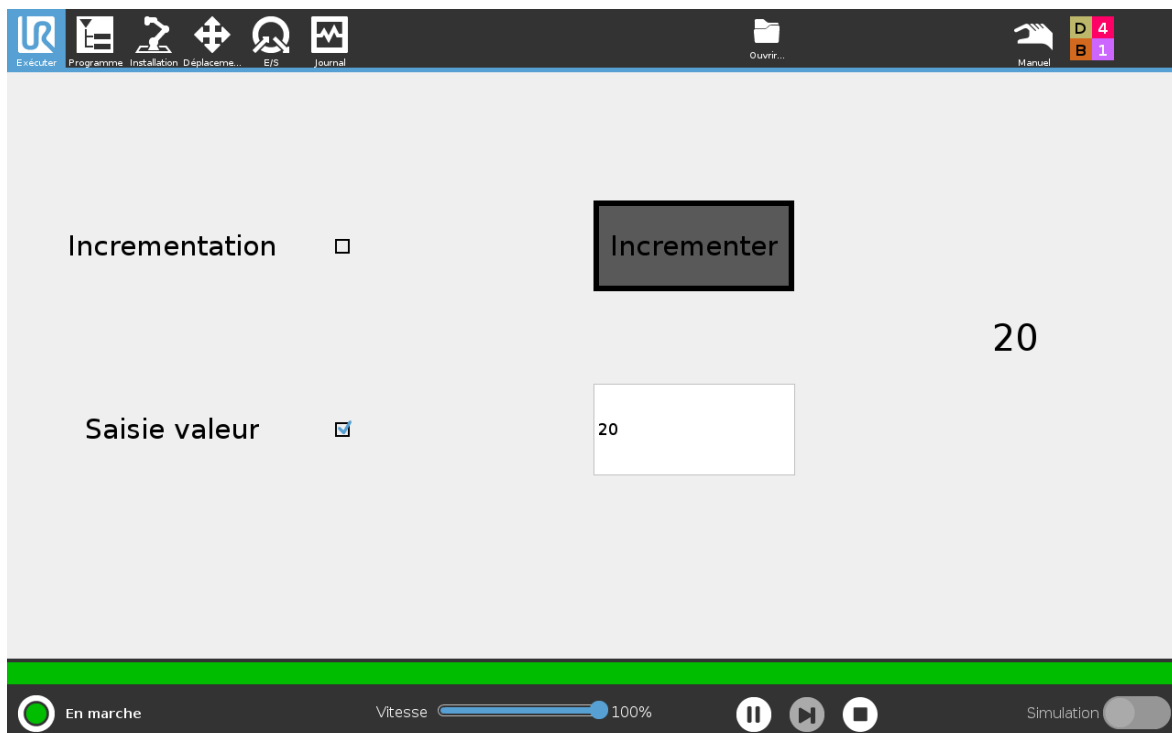 UR
Exécuter Programme Installation Déplaceme... E/S Journal
Ouvrir...
Manuel
D 4
B 1
Incrementation Incrementer
20
Saisie valeur 20
En marche Vitesse 100% Simulation